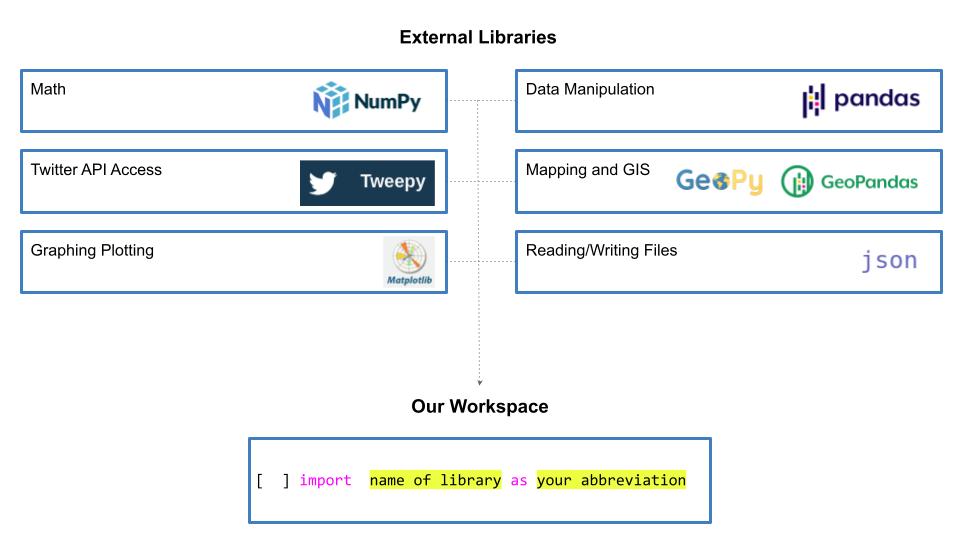 External Libraries
Math
NumPy
Data Manipulation
pandas
Twitter API Access
Tweepy
Mapping and GIS
GeoPy
GeoPandas
Graphing Plotting
Matplotlib
Reading/Writing Files
json
Our Workspace
[ ] import name of library as your abbreviation